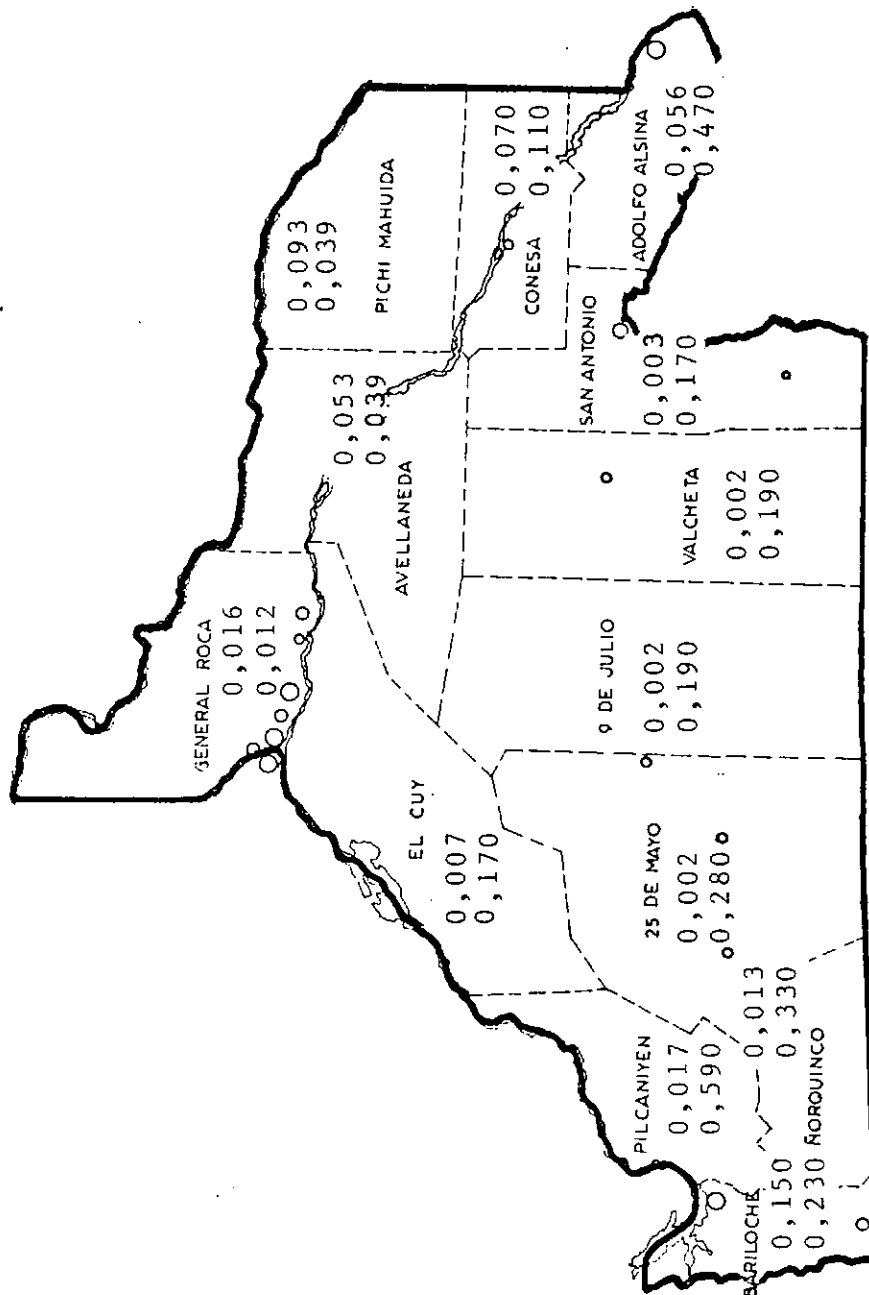 GENERAL ROCA
0,016
0,012
PICHI MAHUIDA
0,093
0,039
AVELLANEDA
0,053
0,039
CONESA
0,070
0,110
EL CUY
0,007
0,170
ADOLFO ALSINA
0,056
0,470
SAN ANTONIO
0,003
0,170
VALCHETA
0,002
0,190
9 DE JULIO
0,002
0,190
25 DE MAYO
0,002
0,280
PILCANIYEN
0,017
0,590
ÑORQUINCO
0,013
0,330
BARILOCHE
0,150
0,230